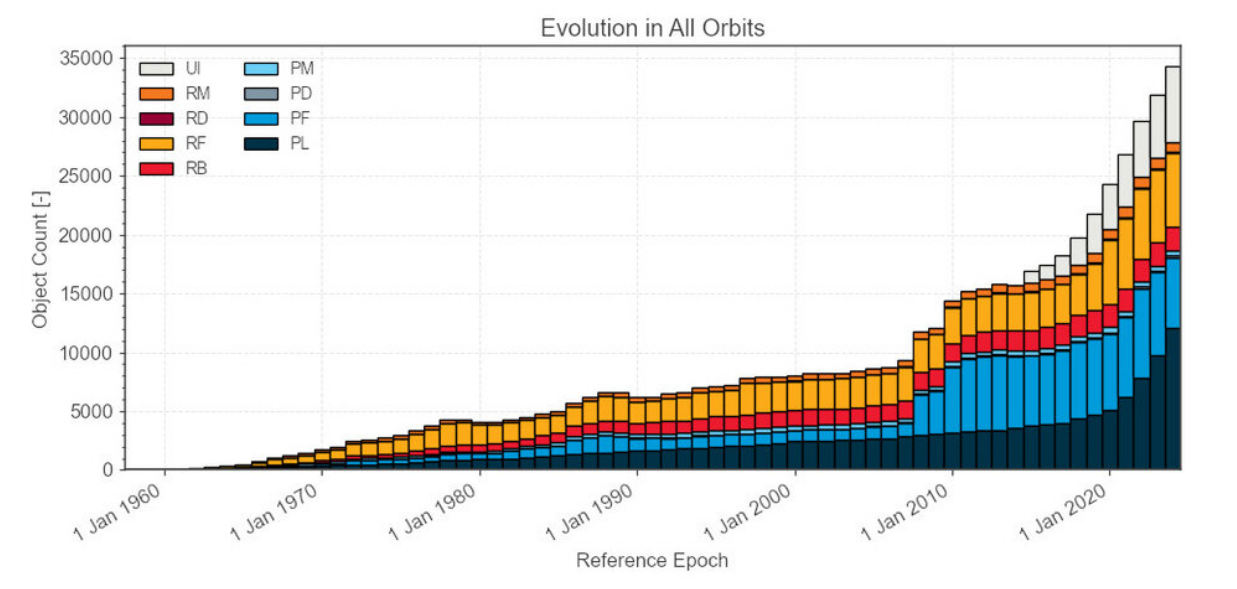 Evolution in All Orbits
35000
30000
25000
20000
15000
10000
5000
0
Object Count [-]
UI
RM
RD
RF
RB
PM
PD
PF
PL
1 Jan 1960
1 Jan 1970
1 Jan 1980
1 Jan 1990
1 Jan 2000
1 Jan 2010
1 Jan 2020
Reference Epoch